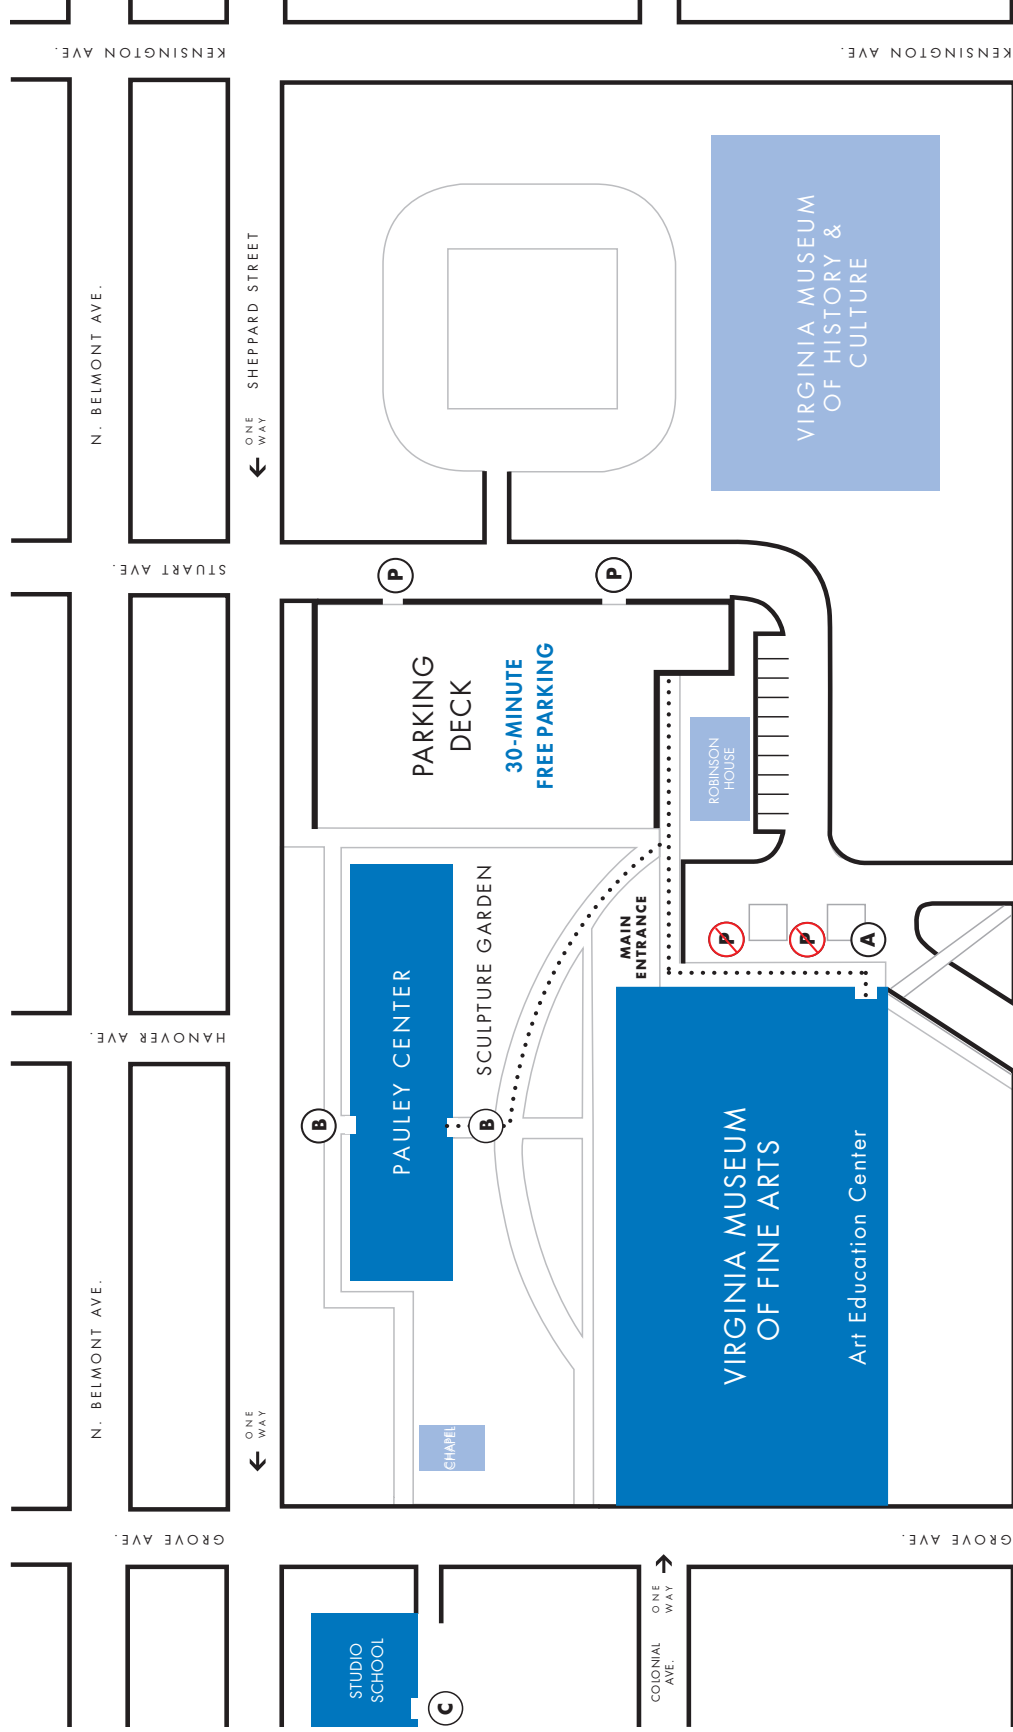 KENSINGTON AVE.
KENSINGTON AVE.
N. BELMONT AVE.
SHEPPARD STREET
ONE
WAY
VIRGINIA MUSEUM
OF HISTORY &
CULTURE
STUART AVE.
P
P
PARKING
DECK
30-MINUTE
FREE PARKING
ROBINSON
HOUSE
SCULPTURE GARDEN
MAIN
ENTRANCE
P
P
A
PAULEY CENTER
HANOVER AVE.
B
B
VIRGINIA MUSEUM
OF FINE ARTS
Art Education Center
N. BELMONT AVE.
ONE
WAY
CHAPEL
GROVE AVE.
GROVE AVE.
STUDIO
SCHOOL
C
COLONIAL
AVE.
ONE
WAY